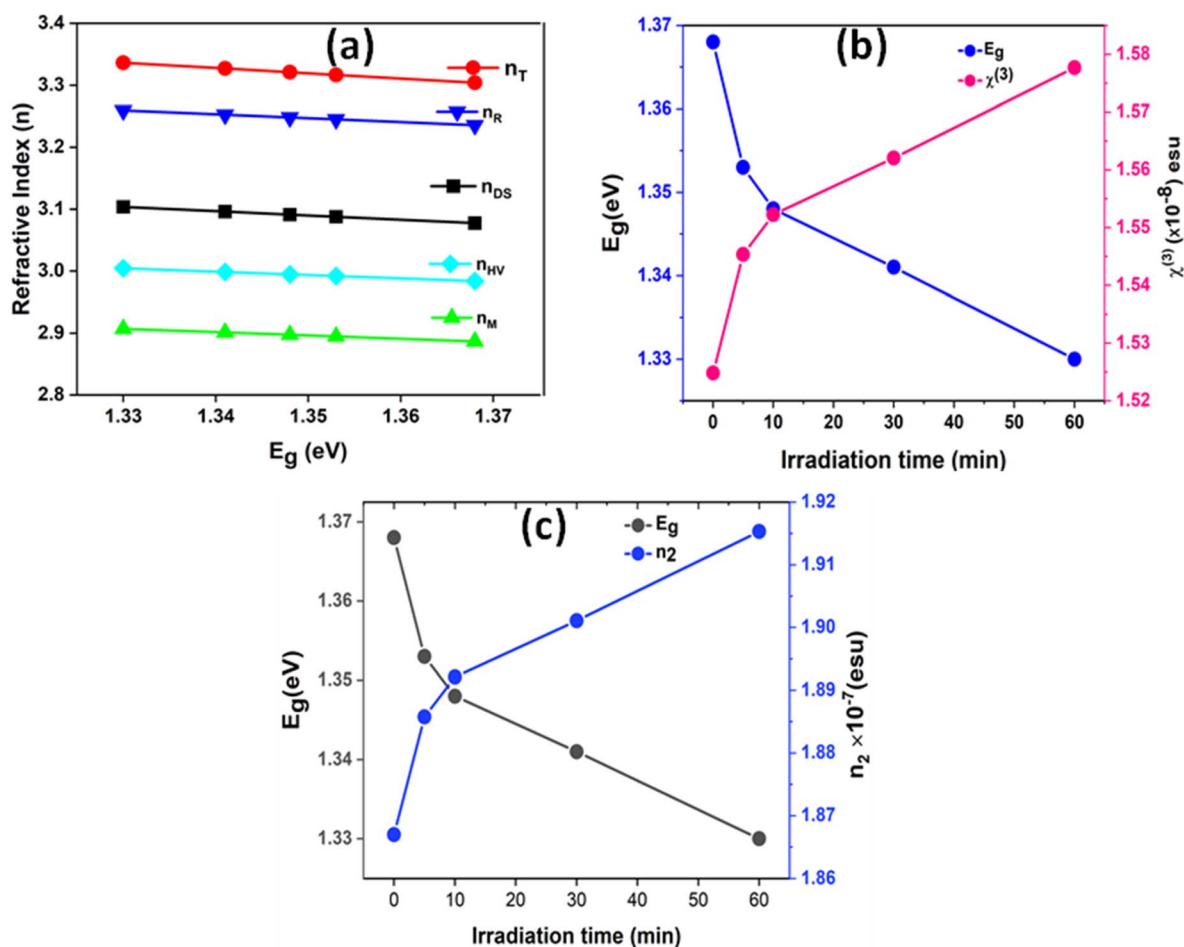 (a)
Refractive Index (n)
3.4
3.3
3.2
3.1
3.0
2.9
2.8
n_T
n_R
n_DS
n_HV
n_M
1.33 1.34 1.35 1.36 1.37
E_g (eV)
(b)
E_g(eV)
1.37
1.36
1.35
1.34
1.33
E_g
χ^(3)
1.58
1.57
1.56
1.55
1.54
1.53
1.52
χ^(3) (x10^-8) esu
0 10 20 30 40 50 60
Irradiation time (min)
(c)
E_g(eV)
1.37
1.36
1.35
1.34
1.33
E_g
n_2
1.92
1.91
1.90
1.89
1.88
1.87
1.86
n_2 ×10^-7(esu)
0 10 20 30 40 50 60
Irradiation time (min)